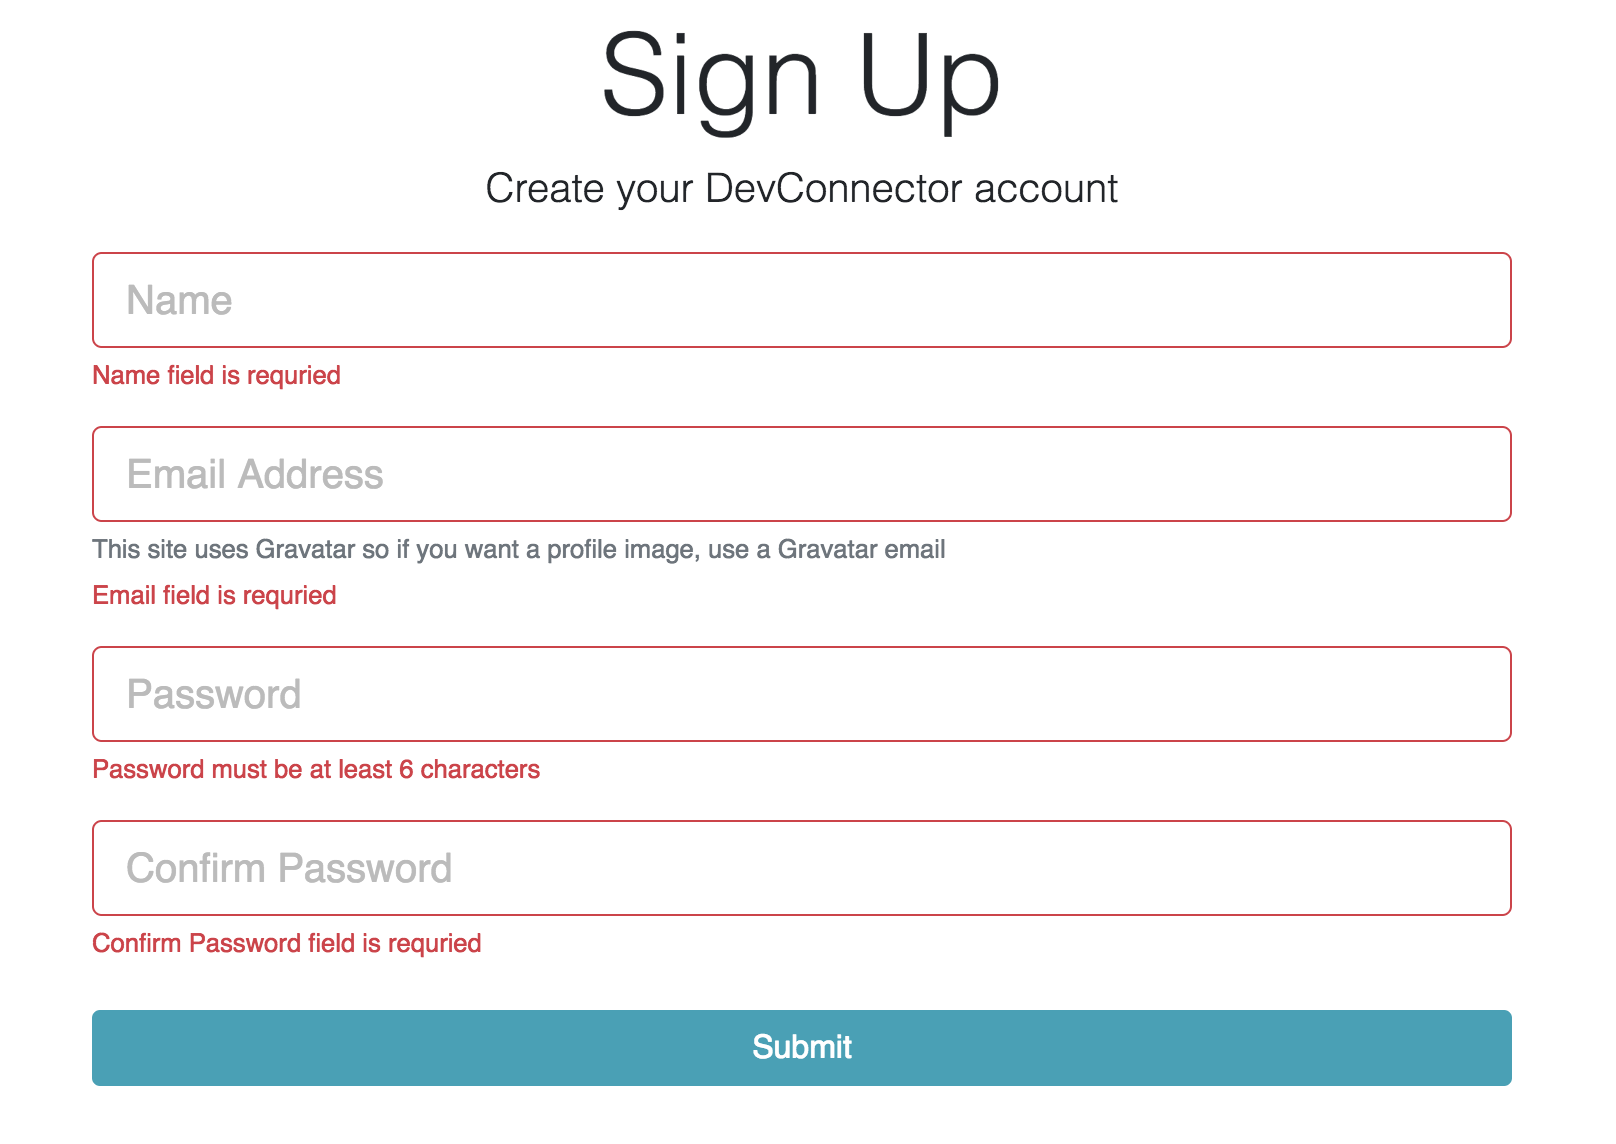 Sign Up
Create your DevConnector account
Name
Name field is requried
Email Address
This site uses Gravatar so if you want a profile image, use a Gravatar email
Email field is requried
Password
Password must be at least 6 characters
Confirm Password
Confirm Password field is requried
Submit